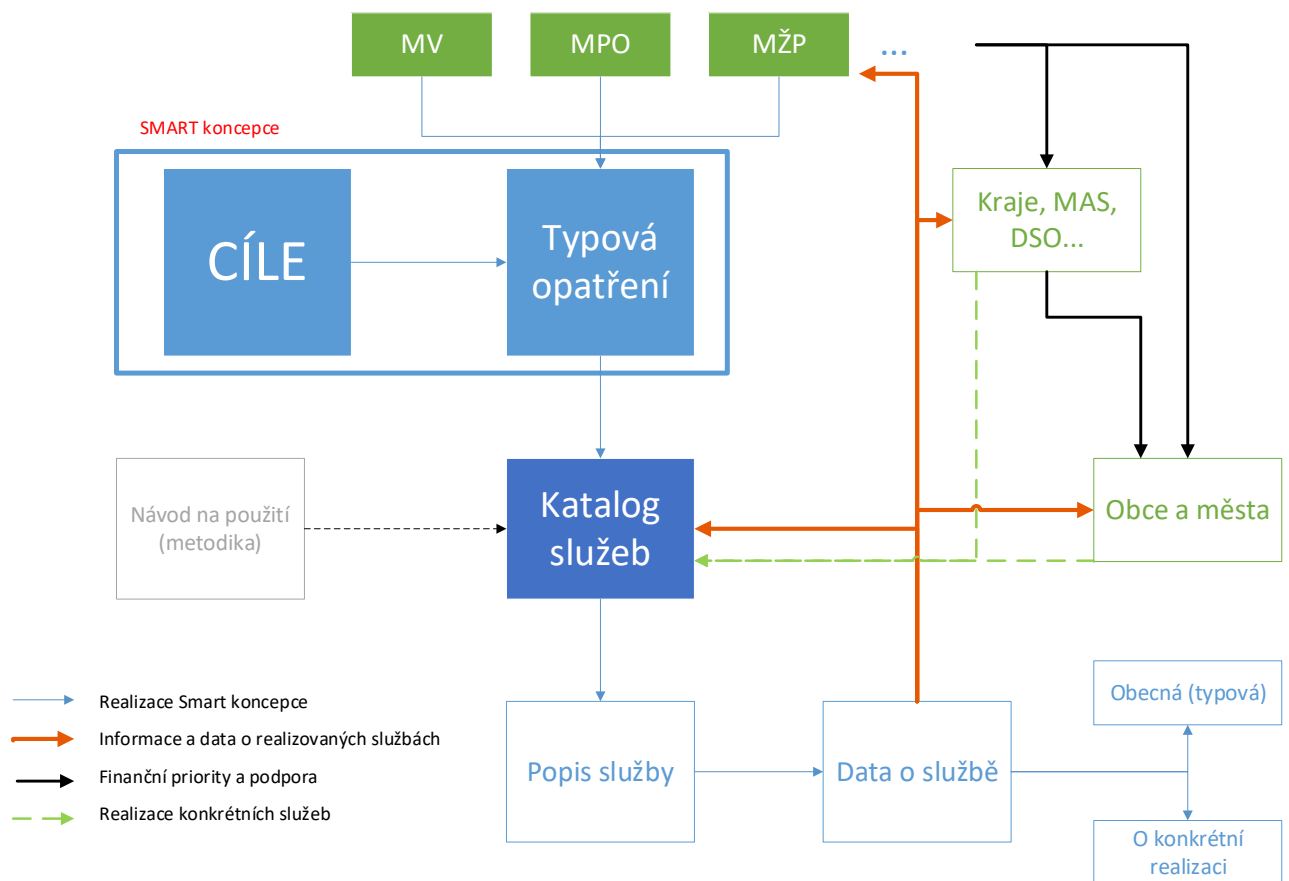 MV
MPO
MŽP
...
SMART koncepce
CÍLE
Typová
opatření
Kraje, MAS,
DSO...
Návod na použití
(metodika)
Katalog
služeb
Obce a města
Realizace Smart koncepce
Informace a data o realizovaných službách
Finanční priority a podpora
Realizace konkrétních služeb
Popis služby
Data o službě
Obecná (typová)
O konkrétní
realizaci